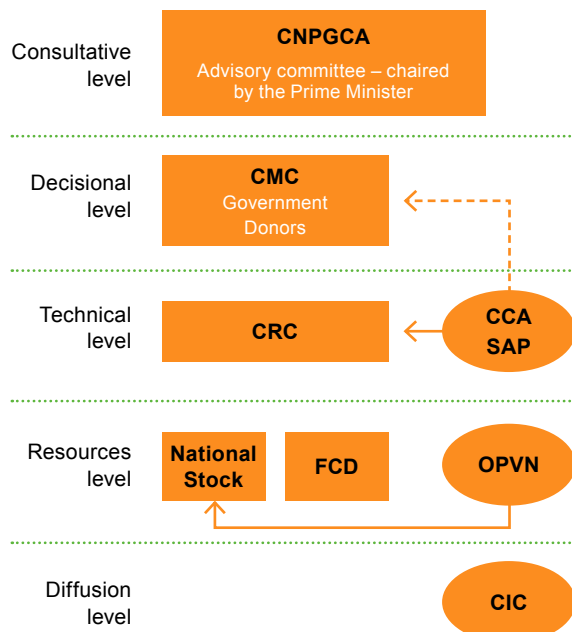 Consultative
level
CNPGCA
Advisory committee – chaired
by the Prime Minister
Decisional
level
CMC
Government
Donors
Technical
level
CRC
CCA
SAP
Resources
level
National
Stock
FCD
OPVN
Diffusion
level
CIC